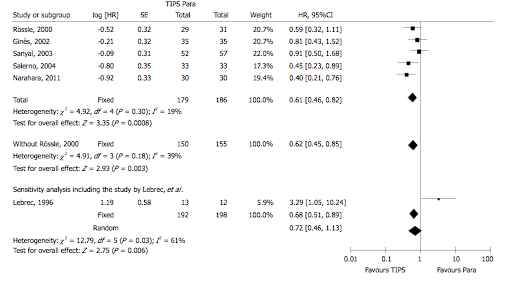 TIPS Para
Study or subgroup log [HR] SE Total Total Weight HR, 95%CI
Rössle, 2000 -0.52 0.32 29 31 20.7% 0.59 [0.32, 1.11]
Ginès, 2002 -0.21 0.32 35 35 20.7% 0.81 [0.43, 1.52]
Sanyal, 2003 -0.09 0.31 52 57 22.0% 0.91 [0.50, 1.68]
Salerno, 2004 -0.80 0.35 33 33 17.3% 0.45 [0.23, 0.89]
Narahara, 2011 -0.92 0.33 30 30 19.4% 0.40 [0.21, 0.76]
Total Fixed 179 186 100.0% 0.61 [0.46, 0.82]
Heterogeneity: χ² = 4.92, df = 4 (P = 0.30); I² = 19%
Test for overall effect: Z = 3.35 (P = 0.0008)
Without Rössle, 2000 Fixed 150 155 100.0% 0.62 [0.45, 0.85]
Heterogeneity: χ² = 4.91, df = 3 (P = 0.18); I² = 39%
Test for overall effect: Z = 2.93 (P = 0.003)
Sensitivity analysis including the study by Lebrec, et al.
Lebrec, 1996 1.19 0.58 13 12 5.9% 3.29 [1.05, 10.24]
Fixed 192 198 100.0% 0.68 [0.51, 0.89]
Random 0.72 [0.46, 1.13]
Heterogeneity: χ² = 12.79, df = 5 (P = 0.03); I² = 61%
Test for overall effect: Z = 2.75 (P = 0.006)
0.01 0.1 1 10 100
Favours TIPS Favours Para